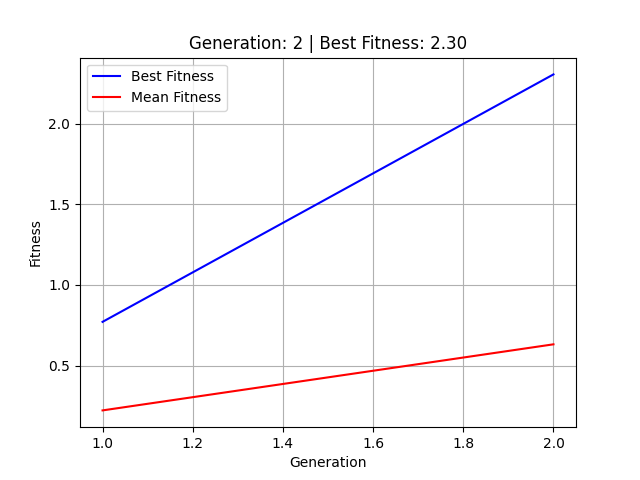 Generation: 2 | Best Fitness: 2.30
Best Fitness
Mean Fitness
2.0
1.5
1.0
0.5
Fitness
1.0 1.2 1.4 1.6 1.8 2.0
Generation